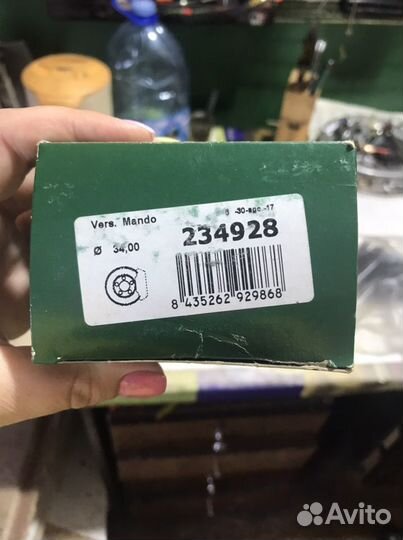 Vers. Mando
-30-ago.-17
Ø 34,00
234928
8 435262 929868
Avito